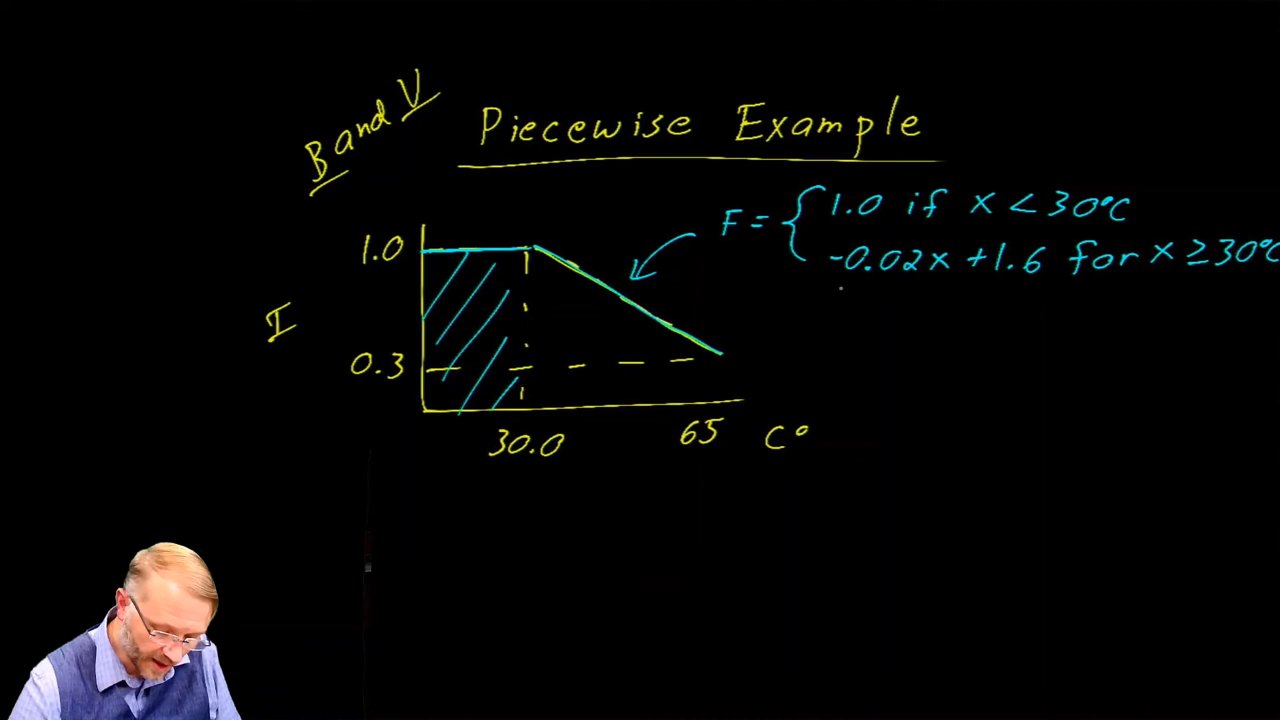 B and V
Piecewise Example
F = { 1.0 if x < 30°C
-0.02x + 1.6 for x ≥ 30°C
1.0
I
0.3
30.0
65
C°